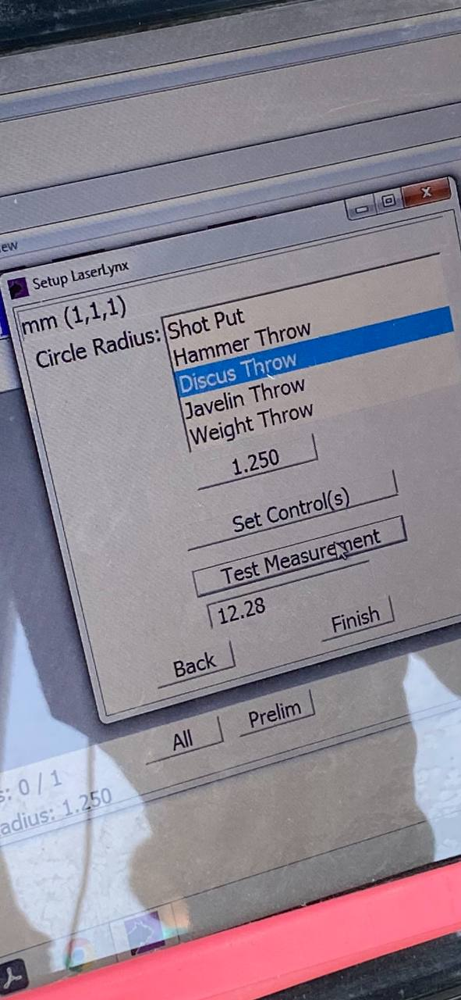 ew
Setup LaserLynx
mm (1,1,1)
Circle Radius:
Shot Put
Hammer Throw
Discus Throw
Javelin Throw
Weight Throw
1.250
Set Control(s)
Test Measurement
12.28
Finish
Back
All
Prelim
s: 0 / 1
adius: 1.250